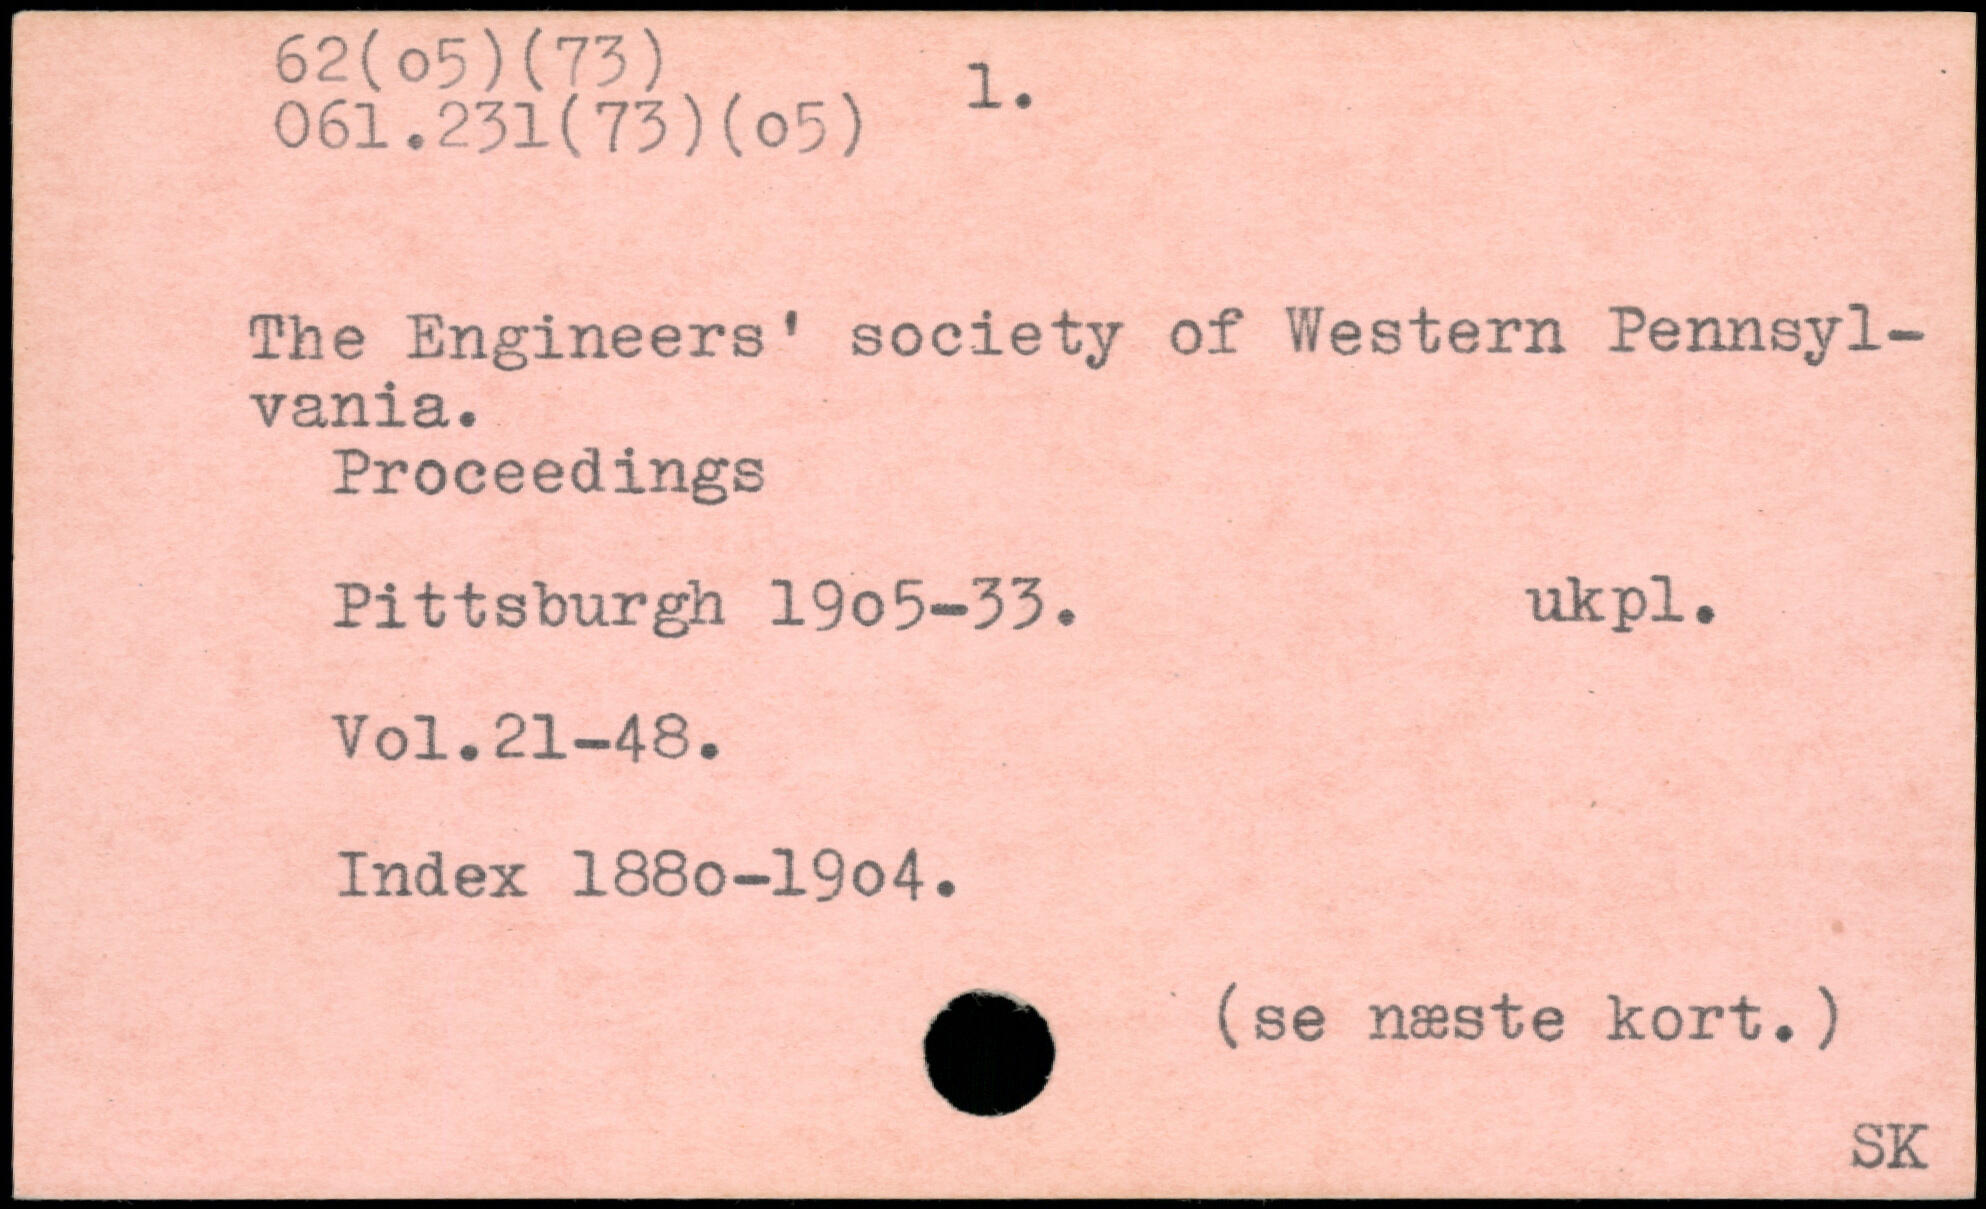 62(o5)(73)
061.231(73)(o5)
1.
The Engineers' society of Western Pennsyl-
vania.
Proceedings
Pittsburgh 19o5-33. ukpl.
Vol.21-48.
Index 188o-19o4.
(se næste kort.)
SK